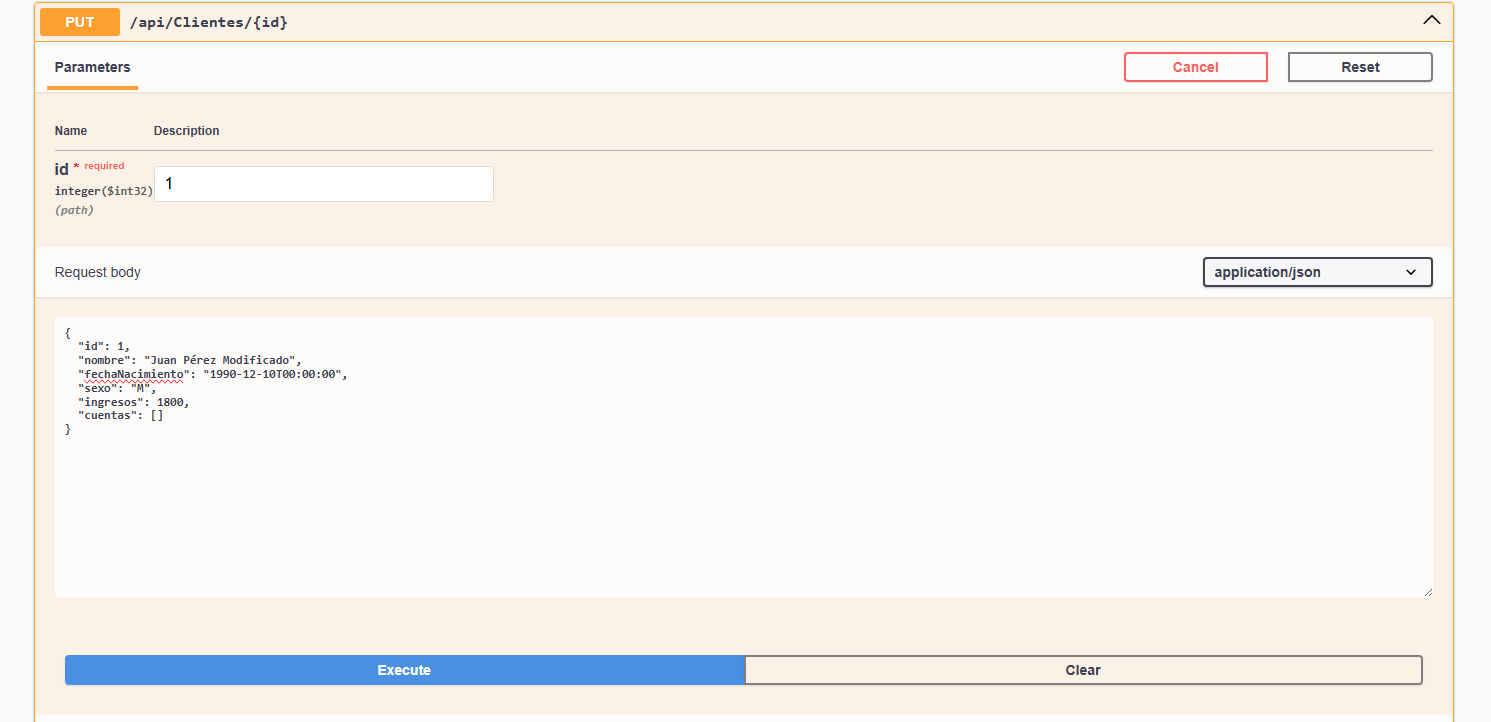 PUT /api/Clientes/{id}
Parameters
Cancel
Reset
Name Description
id * required
integer($int32)
(path)
1
Request body
application/json
{
  "id": 1,
  "nombre": "Juan Pérez Modificado",
  "fechaNacimiento": "1990-12-10T00:00:00",
  "sexo": "M",
  "ingresos": 1800,
  "cuentas": []
}
Execute
Clear